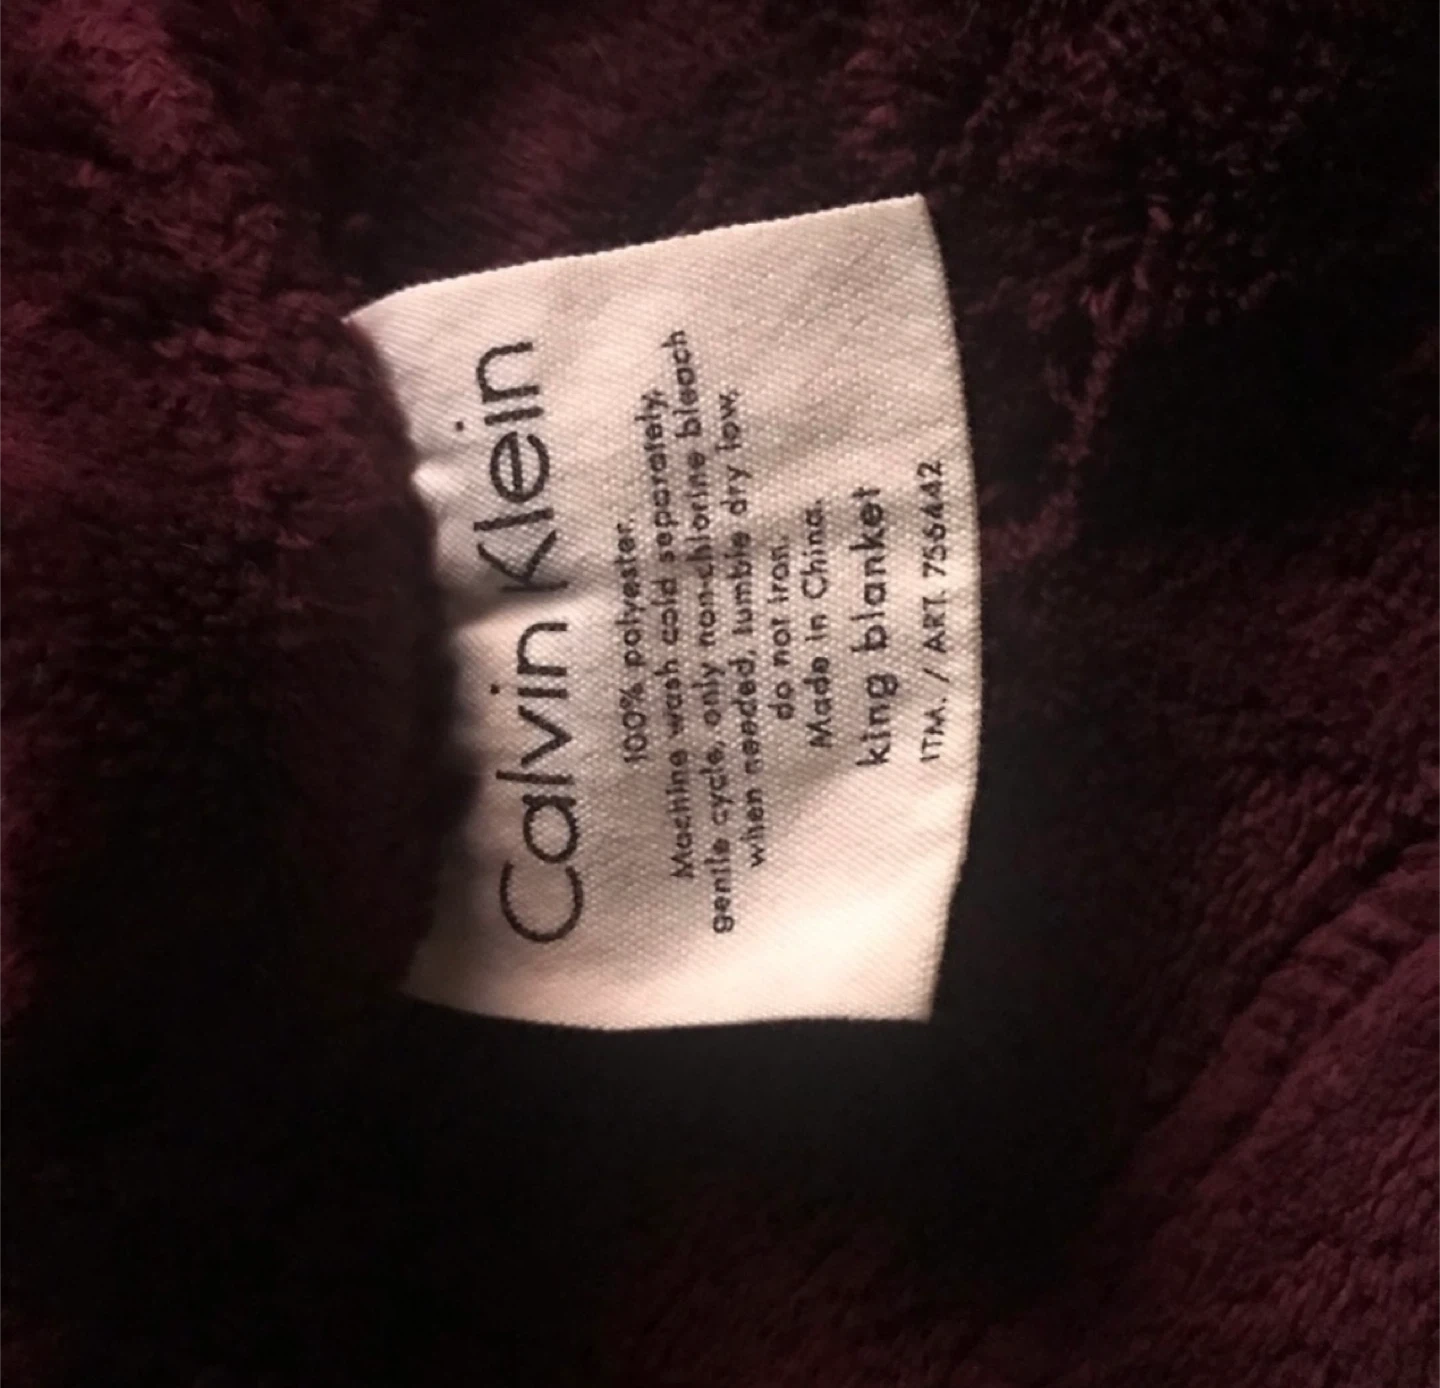 Calvin Klein
100% polyester.
Machine wash cold separately,
gentle cycle, only non-chlorine bleach
when needed, tumble dry low,
do not iron.
Made in China.
king blanket
ITM. / ART. 756442